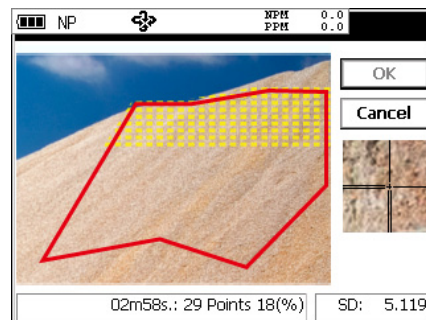 NP
NPM 0.0
PPM 0.0
OK
Cancel
02m58s.: 29 Points 18(%)
SD: 5.119